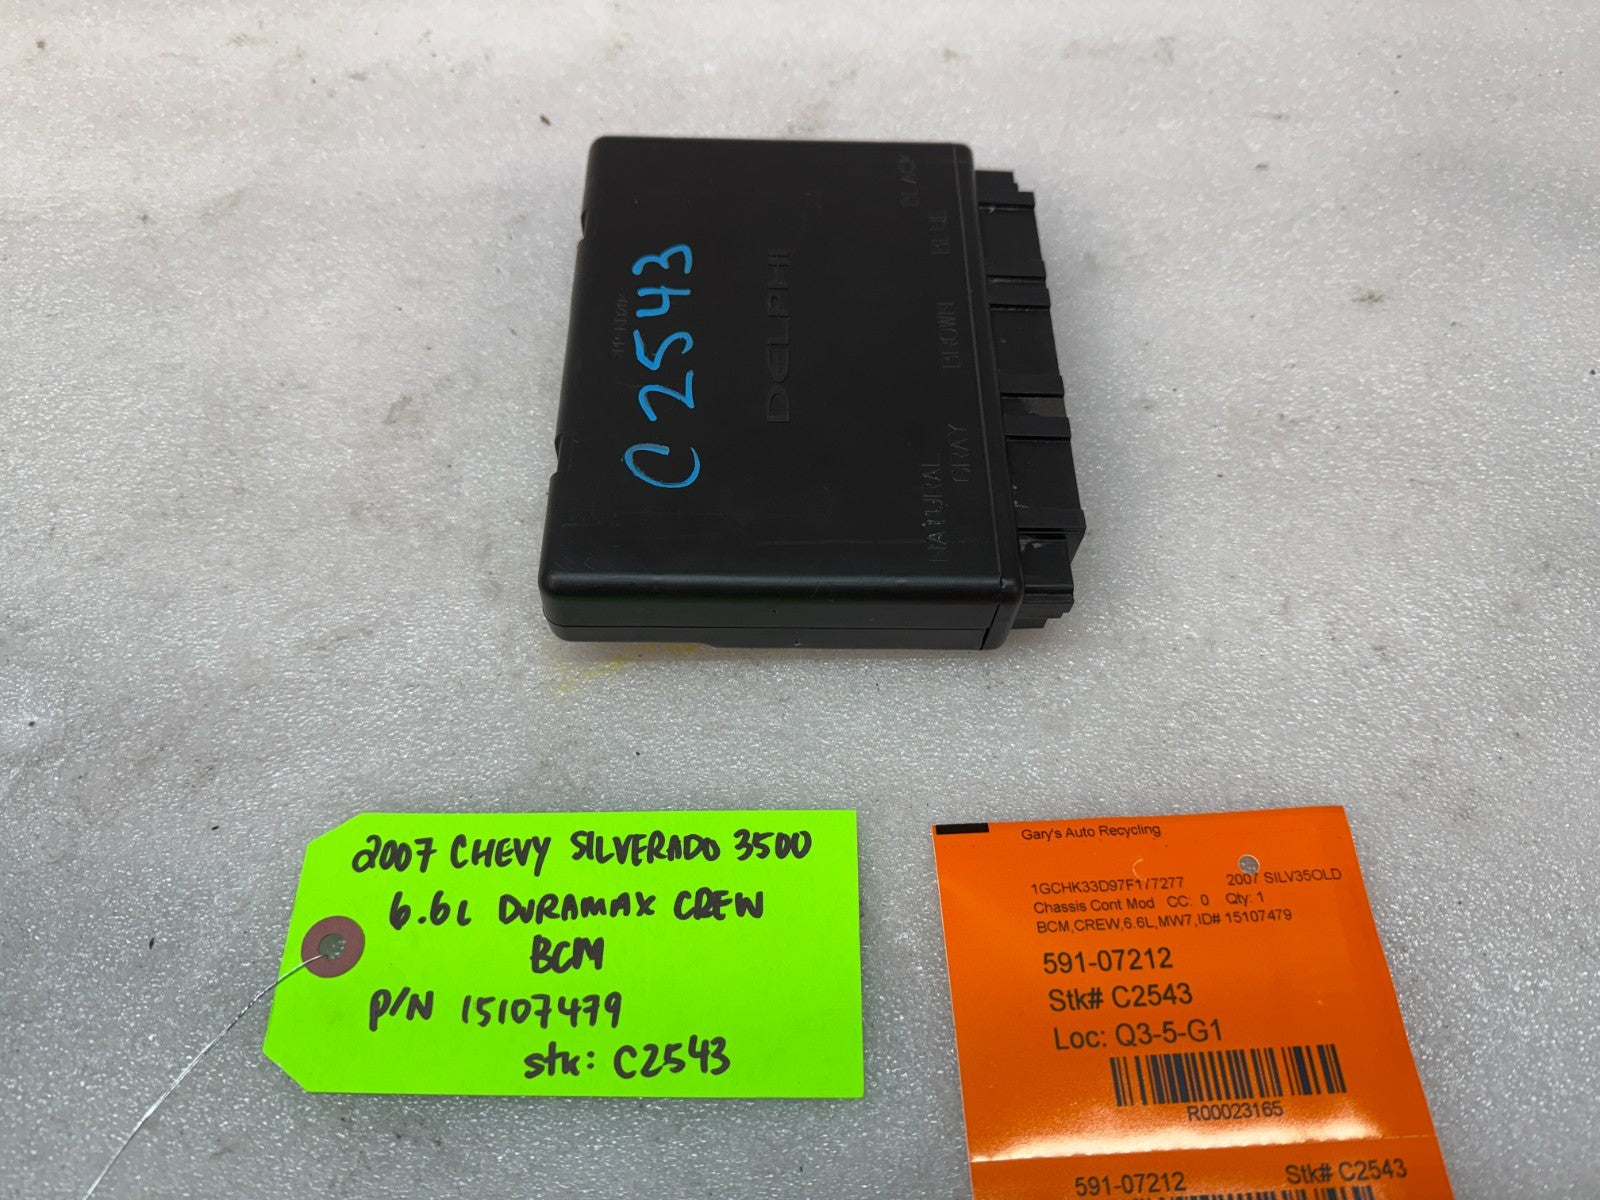 C2543
DELPHI
BLACK
BLUE
BROWN
GRAY
NATURAL
2007 CHEVY SILVERADO 3500
6.6L DURAMAX CREW
BCM
P/N 15107479
stk: C2543
Gary's Auto Recycling
1GCHK33D97F177277 2007 SILV35OLD
Chassis Cont Mod CC: 0 Qty: 1
BCM,CREW,6.6L,MW7,ID# 15107479
591-07212
Stk# C2543
Loc: Q3-5-G1
R00023165
591-07212 Stk# C2543